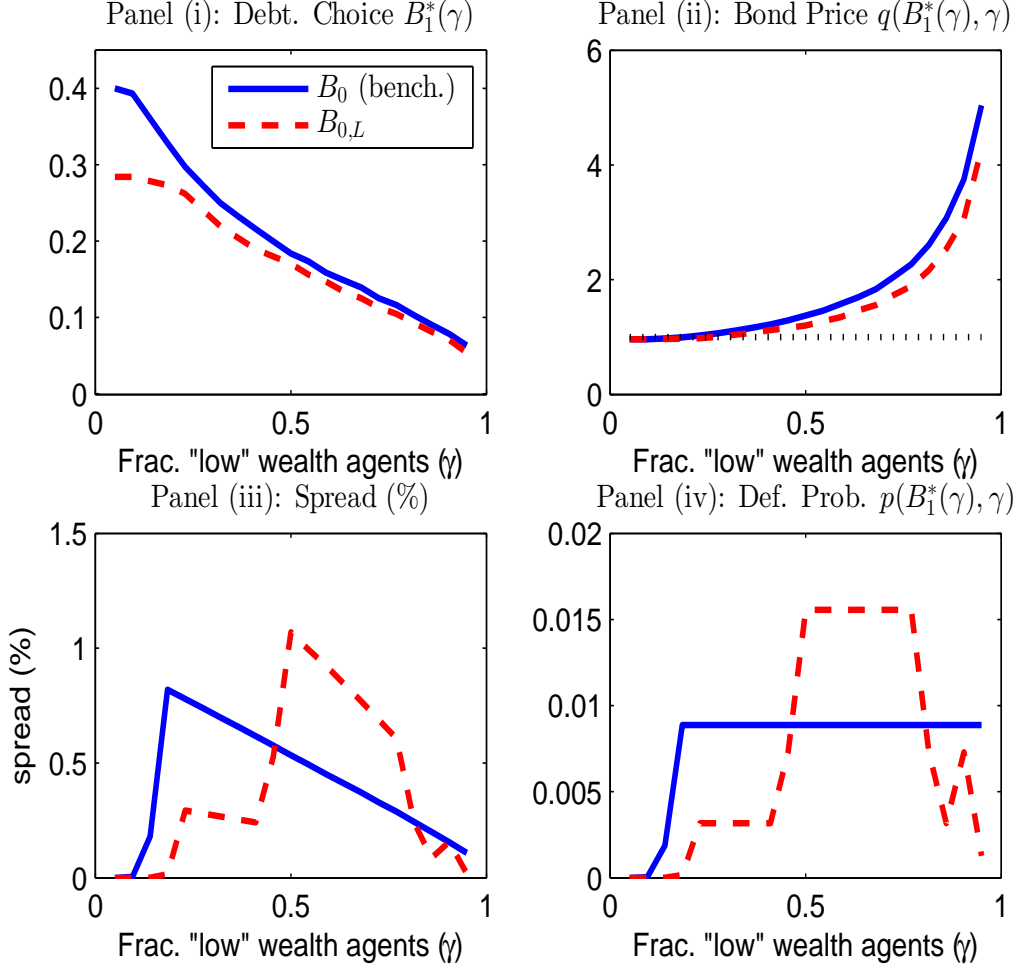 Panel (i): Debt. Choice B₁*(γ)
0.4
0.3
0.2
0.1
0
0 0.5 1
B₀ (bench.)
B₀,L
Frac. "low" wealth agents (γ)
Panel (ii): Bond Price q(B₁*(γ), γ)
6
4
2
0
0 0.5 1
Frac. "low" wealth agents (γ)
Panel (iii): Spread (%)
spread (%)
1.5
1
0.5
0
0 0.5 1
Frac. "low" wealth agents (γ)
Panel (iv): Def. Prob. p(B₁*(γ), γ)
0.02
0.015
0.01
0.005
0
0 0.5 1
Frac. "low" wealth agents (γ)